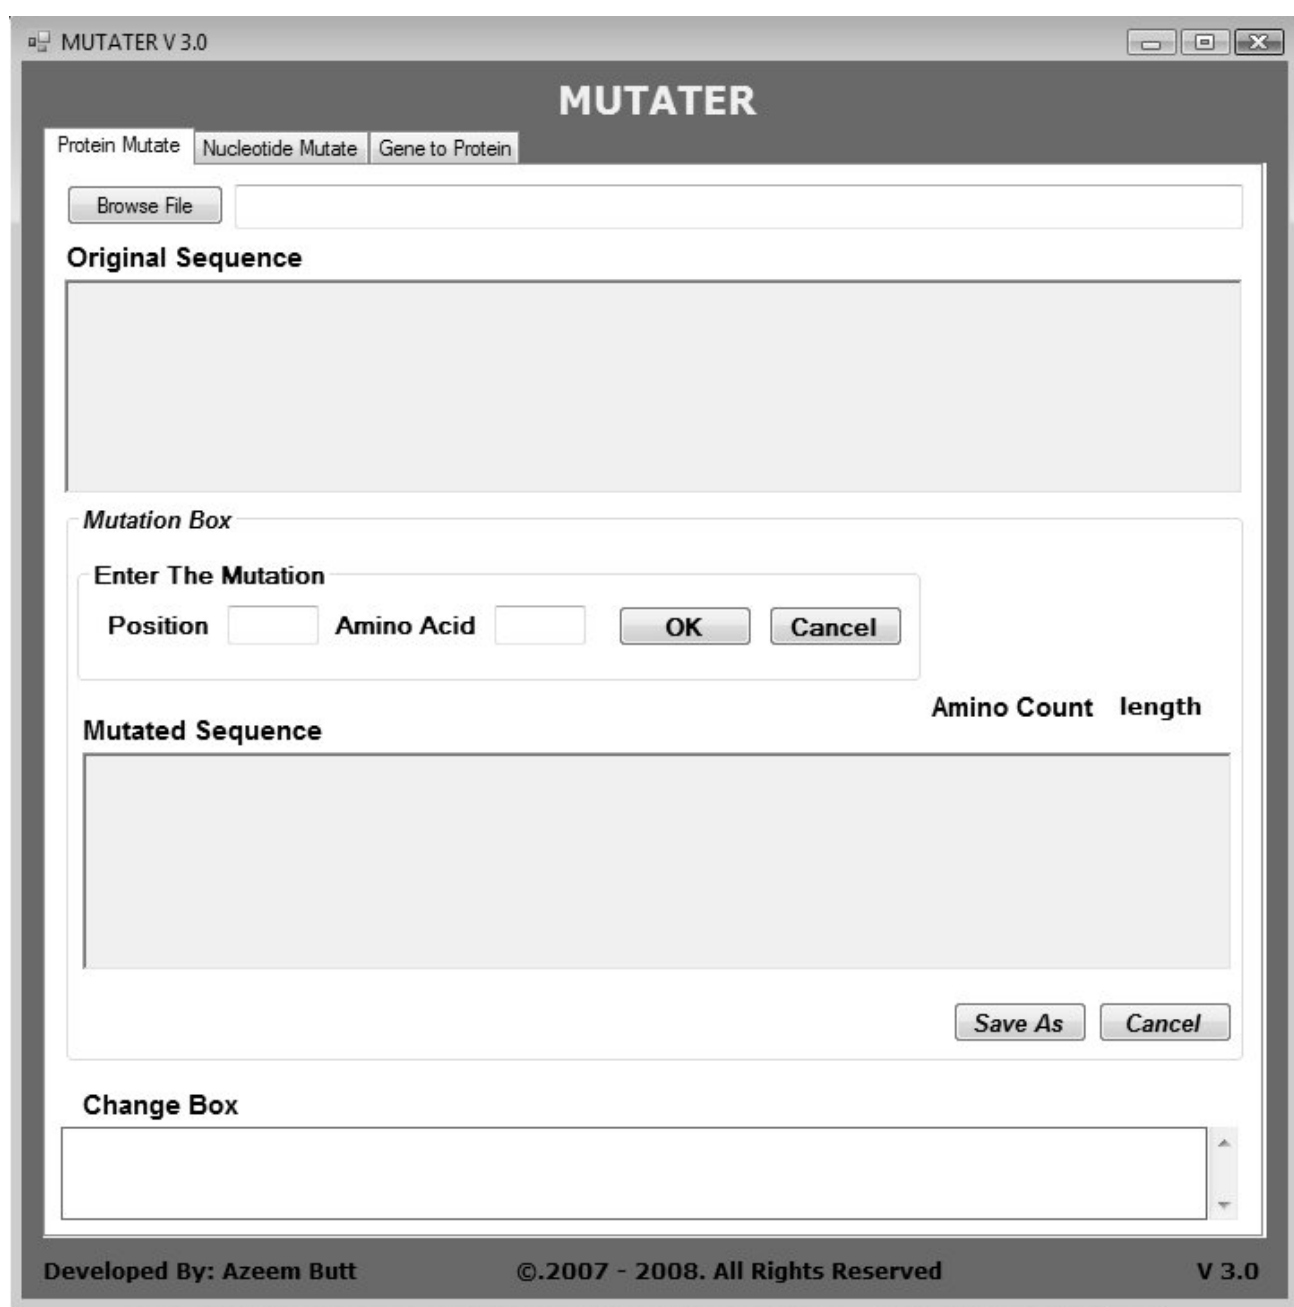 MUTATER V 3.0
MUTATER
Protein Mutate Nucleotide Mutate Gene to Protein
Browse File
Original Sequence
Mutation Box
Enter The Mutation
Position Amino Acid OK Cancel
Amino Count length
Mutated Sequence
Save As Cancel
Change Box
Developed By: Azeem Butt ©.2007 - 2008. All Rights Reserved V 3.0